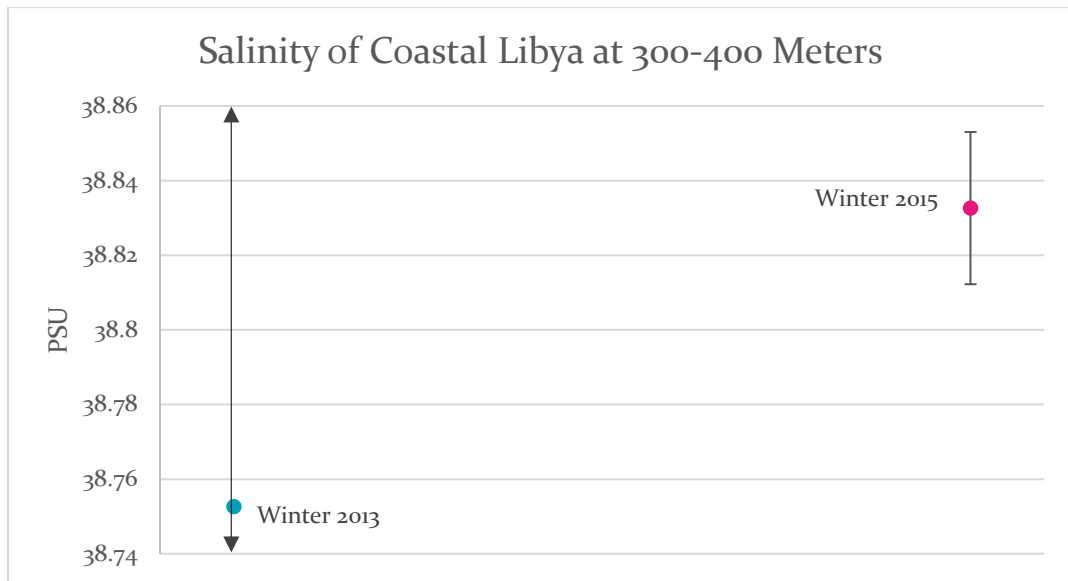 Salinity of Coastal Libya at 300-400 Meters
38.86
38.84
Winter 2015
38.82
PSU
38.8
38.78
38.76
Winter 2013
38.74